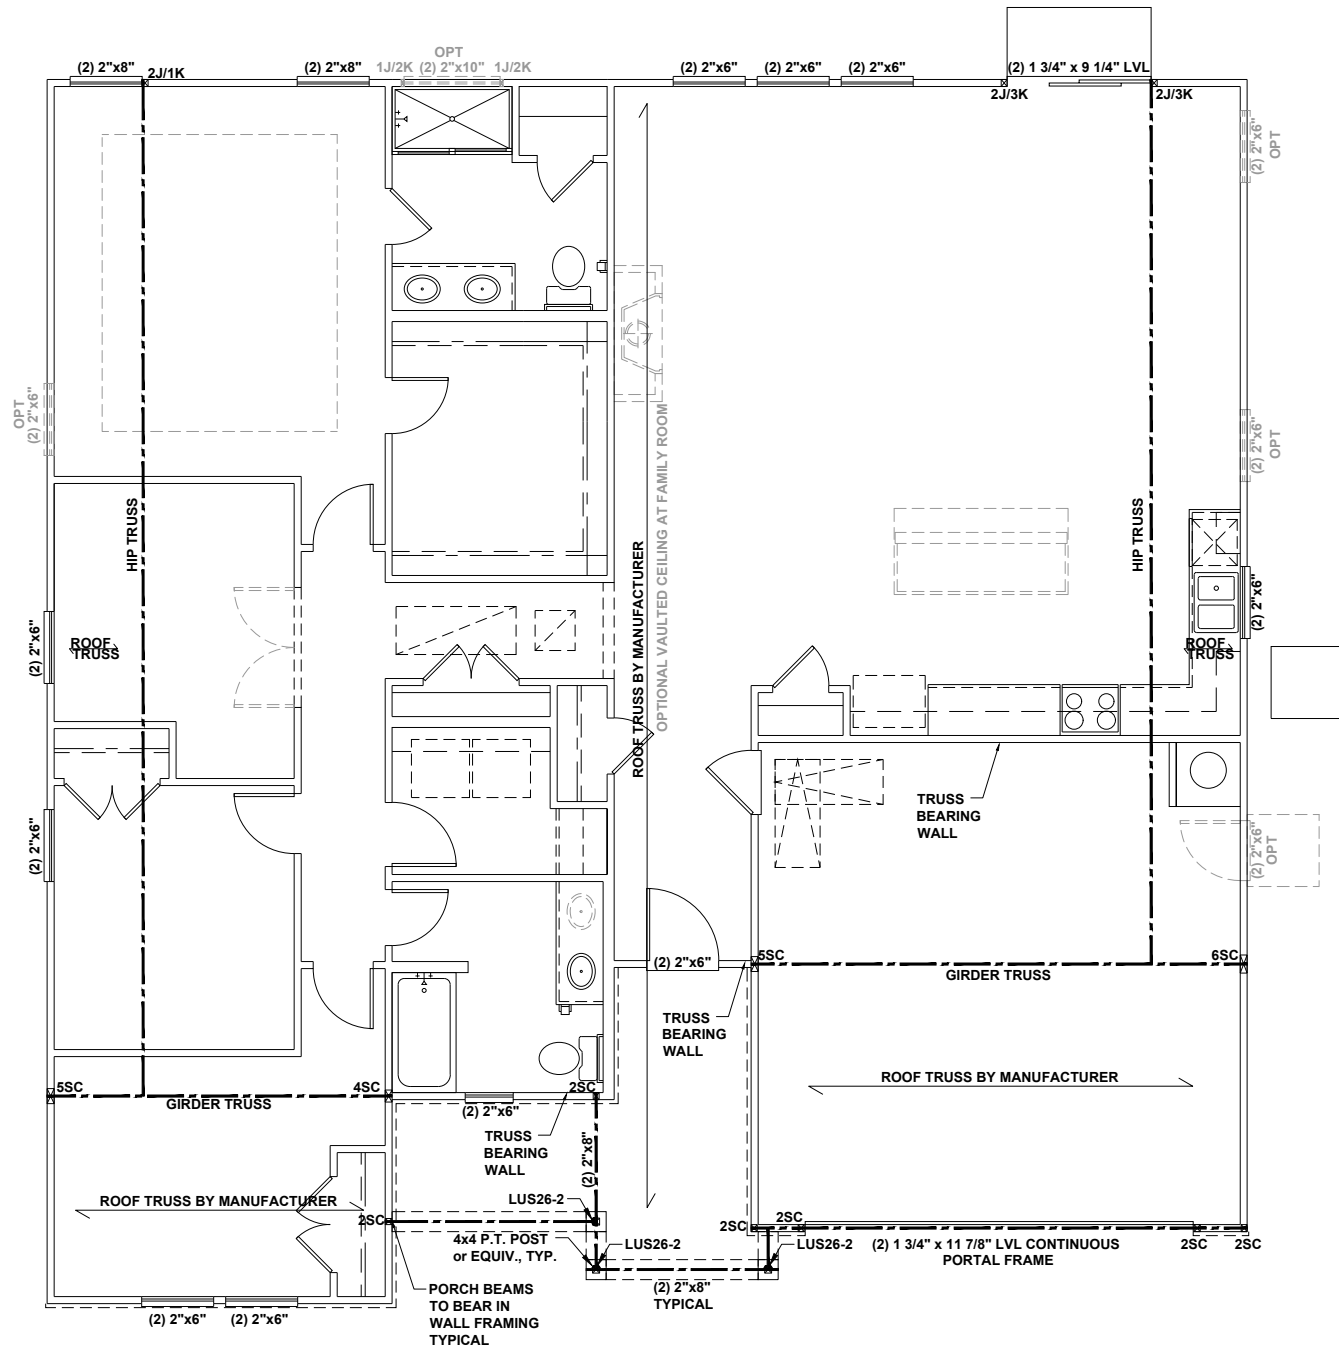 OPT
(2) 2"x8"
2J/1K
(2) 2"x8"
1J/2K
(2) 2"x10"
1J/2K
(2) 2"x6"
(2) 2"x6"
(2) 2"x6"
(2) 1 3/4" x 9 1/4" LVL
2J/3K
2J/3K
(2) 2"x6"
OPT
OPT
(2) 2"x6"
(2) 2"x6"
OPT
HIP TRUSS
HIP TRUSS
OPTIONAL VAULTED CEILING AT FAMILY ROOM
ROOF TRUSS BY MANUFACTURER
(2) 2"x6"
ROOF
TRUSS
(2) 2"x6"
ROOF
TRUSS
TRUSS
BEARING
WALL
(2) 2"x6"
(2) 2"x6"
OPT
(2) 2"x6"
5SC
6SC
GIRDER TRUSS
TRUSS
BEARING
WALL
5SC
4SC
GIRDER TRUSS
2SC
(2) 2"x6"
ROOF TRUSS BY MANUFACTURER
TRUSS
BEARING
WALL
(2) 2"x8"
ROOF TRUSS BY MANUFACTURER
LUS26-2
2SC
2SC
2SC
4x4 P.T. POST
or EQUIV., TYP.
LUS26-2
LUS26-2
(2) 1 3/4" x 11 7/8" LVL CONTINUOUS
PORTAL FRAME
2SC
2SC
(2) 2"x8"
TYPICAL
PORCH BEAMS
TO BEAR IN
WALL FRAMING
TYPICAL
(2) 2"x6"
(2) 2"x6"